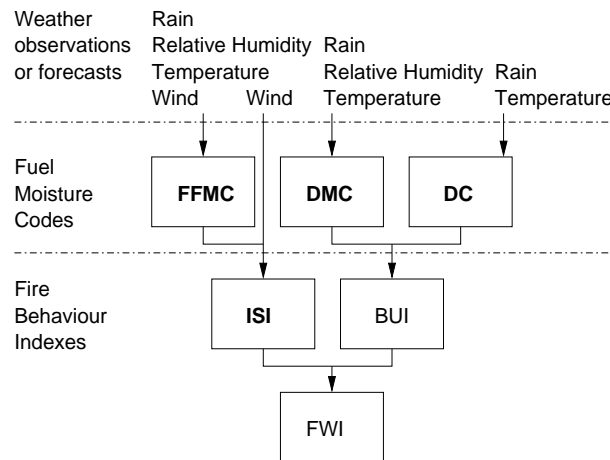 Weather
observations
or forecasts
Rain
Relative Humidity
Temperature
Wind
Wind
Rain
Relative Humidity
Temperature
Rain
Temperature
Fuel
Moisture
Codes
FFMC
DMC
DC
Fire
Behaviour
Indexes
ISI
BUI
FWI